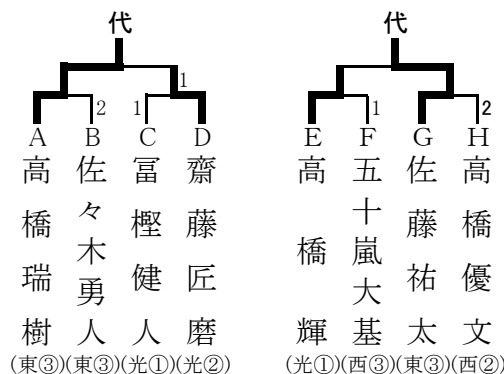 代 代
1
2 1 1 2
A B C D E F G H
高橋瑞樹
佐々木勇人
冨樫健人
齋藤匠磨
高橋輝
五十嵐大基
佐藤祐太
高橋優文
(東③)(東③)(光①)(光②) (光①)(西③)(東③)(西②)